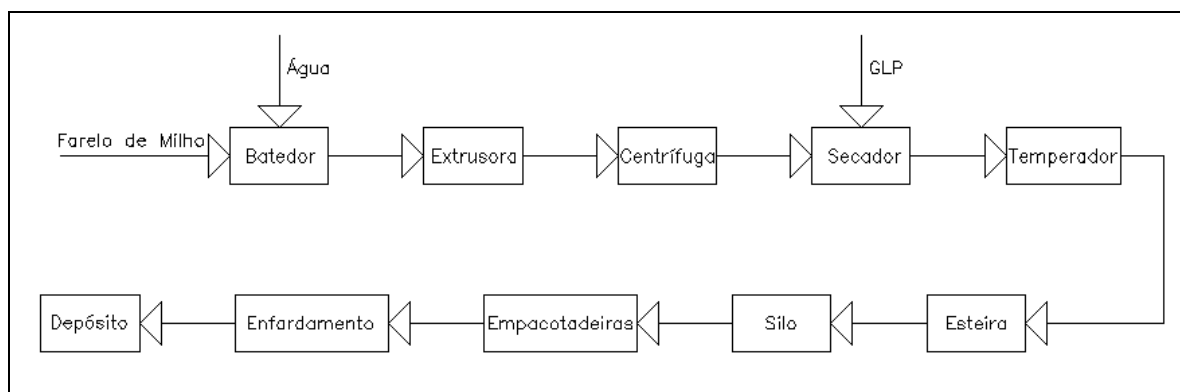 Água
GLP
Farelo de Milho
Batedor
Extrusora
Centrífuga
Secador
Temperador
Depósito
Enfardamento
Empacotadeiras
Silo
Esteira